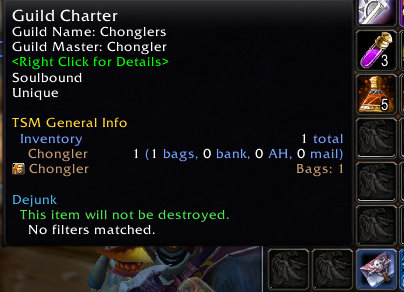 Guild Charter
Guild Name: Chonglers
Guild Master: Chongler
<Right Click for Details>
Soulbound
Unique
TSM General Info
Inventory 1 total
Chongler 1 (1 bags, 0 bank, 0 AH, 0 mail)
Chongler Bags: 1
Dejunk
This item will not be destroyed.
No filters matched.
3
5